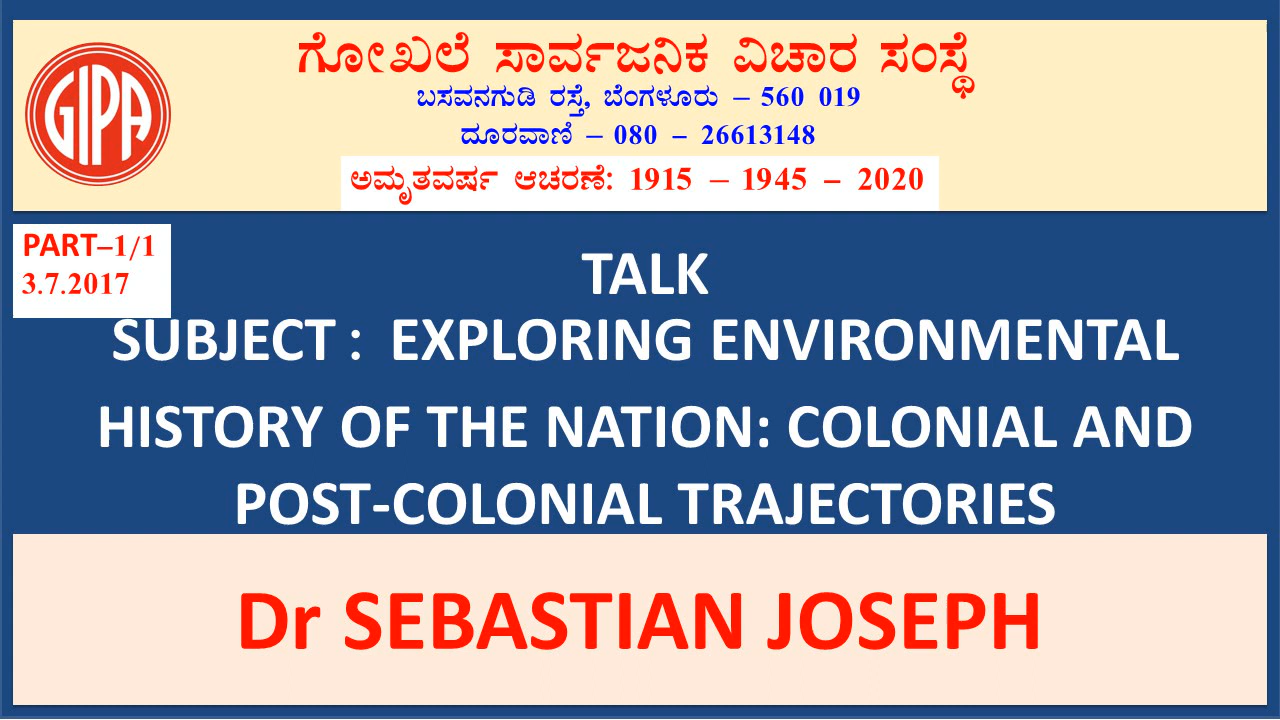 GIPA
ಗೋಖಲೆ ಸಾರ್ವಜನಿಕ ವಿಚಾರ ಸಂಸ್ಥೆ
ಬಸವನಗುಡಿ ರಸ್ತೆ, ಬೆಂಗಳೂರು – 560 019
ದೂರವಾಣಿ – 080 – 26613148
ಅಮೃತವರ್ಷ ಆಚರಣೆ: 1915 – 1945 – 2020
PART–1/1
3.7.2017
TALK
SUBJECT : EXPLORING ENVIRONMENTAL
HISTORY OF THE NATION: COLONIAL AND
POST-COLONIAL TRAJECTORIES
Dr SEBASTIAN JOSEPH